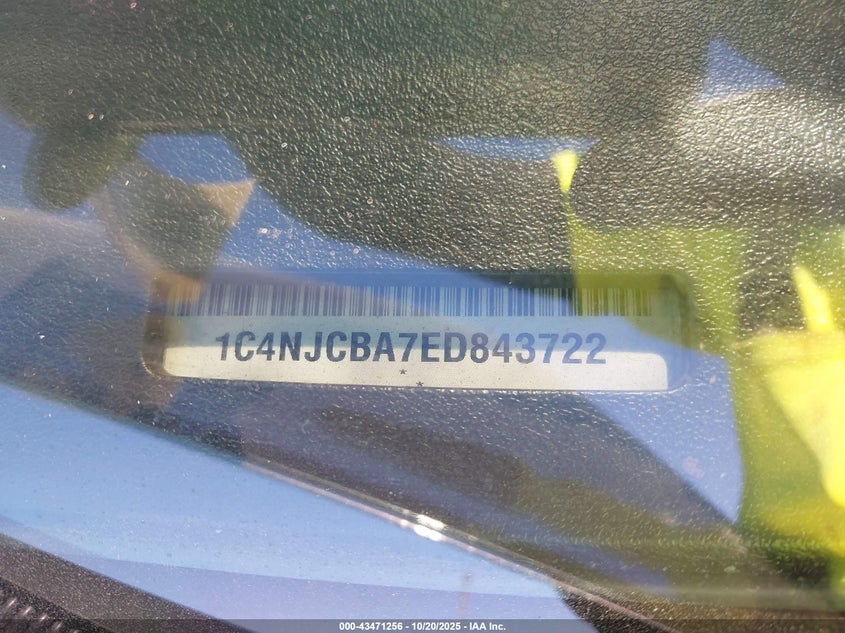 1C4NJCBA7ED843722
*
*
000-43471256 - 10/20/2025 - IAA Inc.